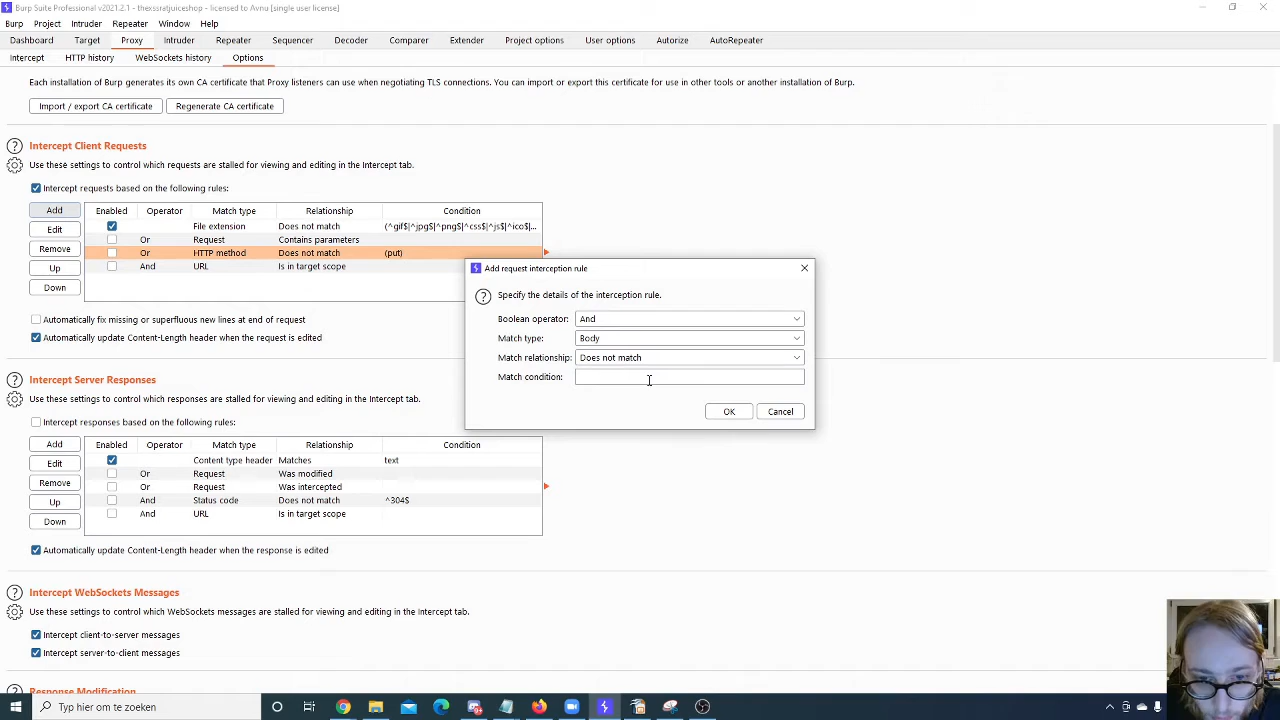 Burp Suite Professional v2021.2.1 - thexssratjuiceshop - licensed to Avnu [single user license]
Burp Project Intruder Repeater Window Help
Dashboard Target Proxy Intruder Repeater Sequencer Decoder Comparer Extender Project options User options Autorize AutoRepeater
Intercept HTTP history WebSockets history Options
Each installation of Burp generates its own CA certificate that Proxy listeners can use when negotiating TLS connections. You can import or export this certificate for use in other tools or another installation of Burp.
Import / export CA certificate Regenerate CA certificate
? Intercept Client Requests
Use these settings to control which requests are stalled for viewing and editing in the Intercept tab.
Intercept requests based on the following rules:
Add Enabled Operator Match type Relationship Condition
File extension Does not match (^gif$|^jpg$|^png$|^css$|^js$|^ico$|...
Edit
Or Request Contains parameters
Remove Or HTTP method Does not match (put)
Up And URL Is in target scope
Down
Add request interception rule
? Specify the details of the interception rule.
Boolean operator: And
Match type: Body
Match relationship: Does not match
Match condition:
OK Cancel
Automatically fix missing or superfluous new lines at end of request
Automatically update Content-Length header when the request is edited
? Intercept Server Responses
Use these settings to control which responses are stalled for viewing and editing in the Intercept tab.
Intercept responses based on the following rules:
Add Enabled Operator Match type Relationship Condition
Edit Content type header Matches text
Or Request Was modified
Remove Or Request Was intercepted
Up And Status code Does not match ^304$
Down And URL Is in target scope
Automatically update Content-Length header when the response is edited
? Intercept WebSockets Messages
Use these settings to control which WebSockets messages are stalled for viewing and editing in the Intercept tab.
Intercept client-to-server messages
Intercept server-to-client messages
? Response Modification
Typ hier om te zoeken